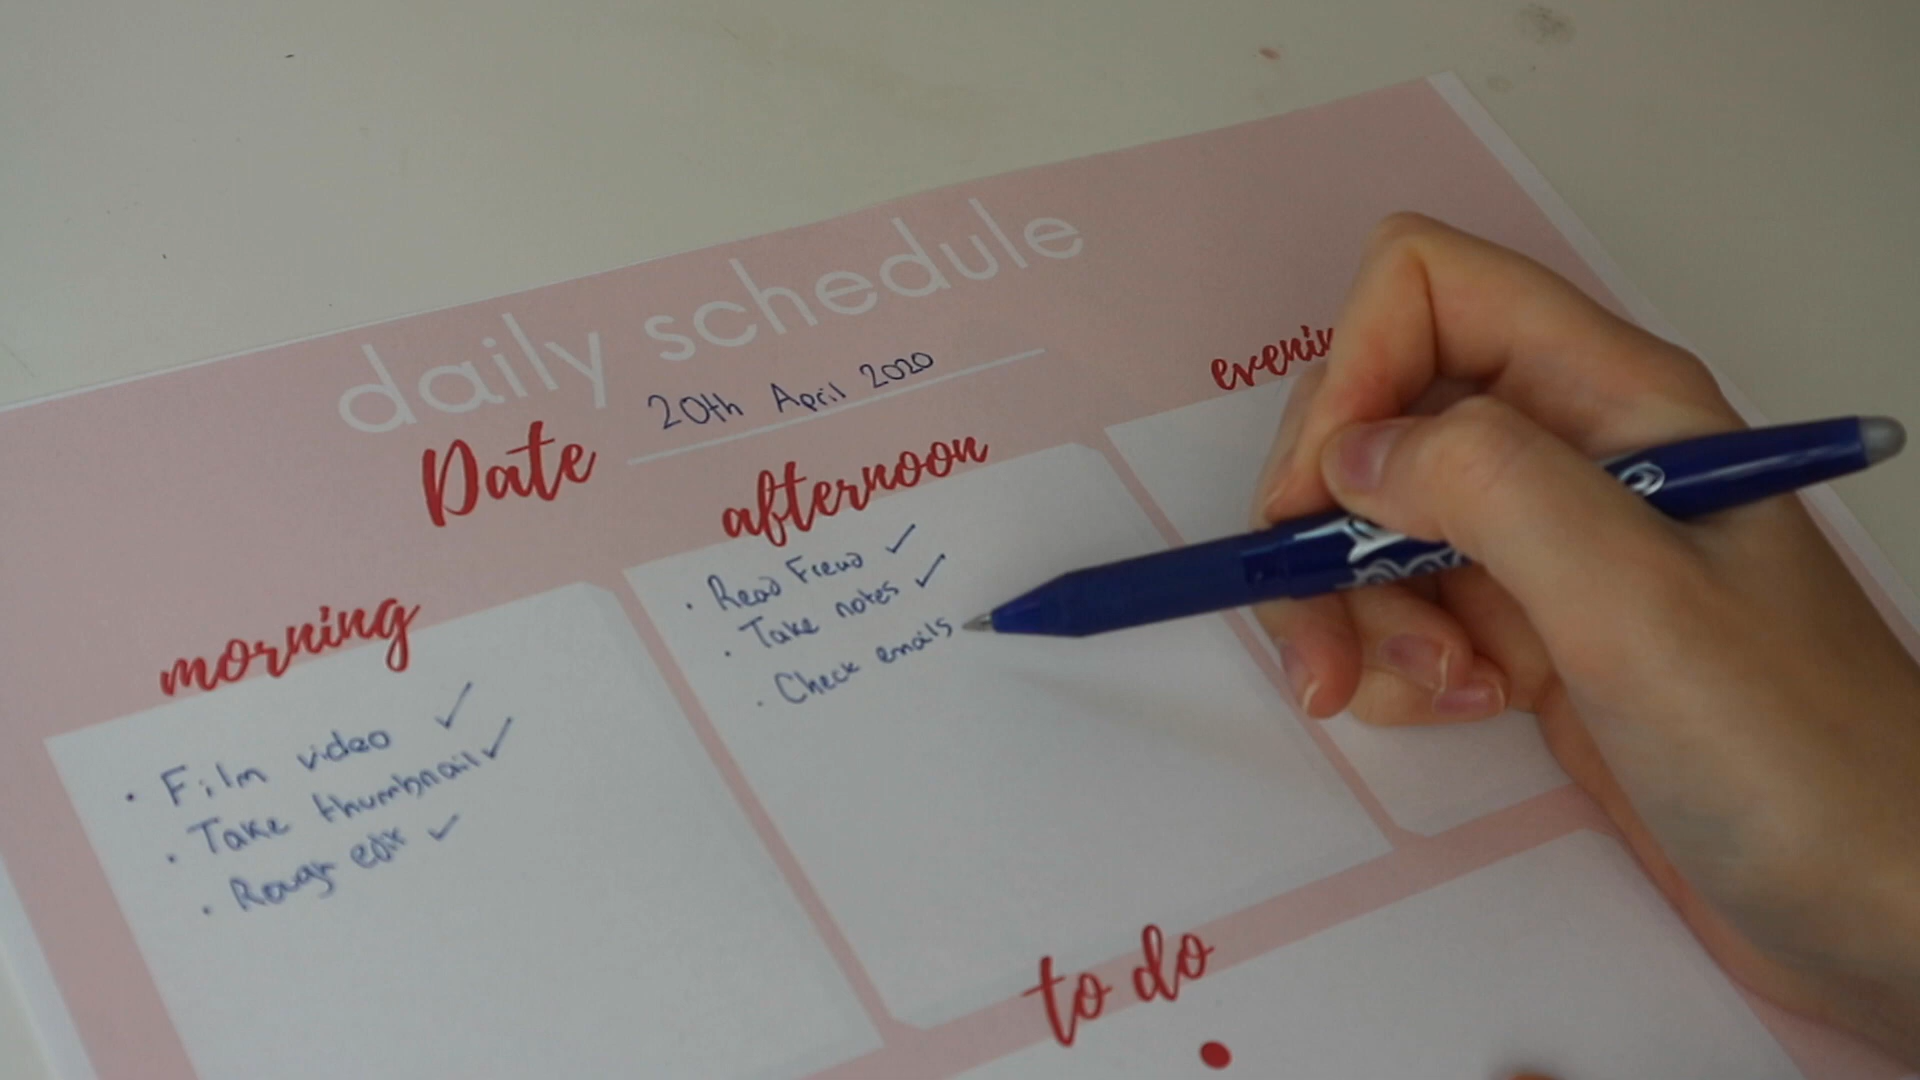 daily schedule
Date 20th April 2020
morning
• Film video ✓
• Take thumbnail ✓
• Rough edit ✓
afternoon
• Read Freud ✓
• Take notes ✓
• Check emails
evenin
to do